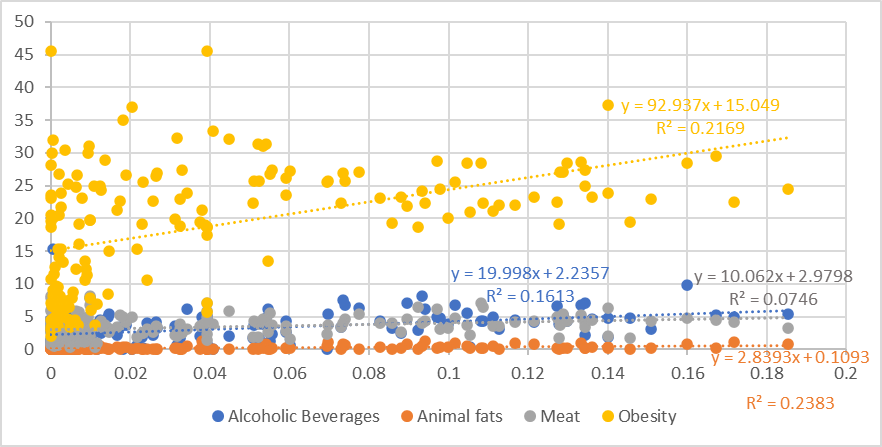 50
45
40
35
30
25
20
15
10
5
0
y = 92.937x + 15.049
R² = 0.2169
y = 19.998x + 2.2357
R² = 0.1613
y = 10.062x + 2.9798
R² = 0.0746
y = 2.8393x + 0.1093
R² = 0.2383
0 0.02 0.04 0.06 0.08 0.1 0.12 0.14 0.16 0.18 0.2
Alcoholic Beverages Animal fats Meat Obesity